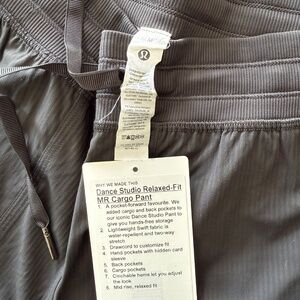 WHY WE MADE THIS
Dance Studio Relaxed-Fit
MR Cargo Pant
1. A pocket-forward favourite. We
added cargo and back pockets to
our iconic Dance Studio Pant to
give you hands-free storage
2. Lightweight Swift fabric is
water-repellent and two-way
stretch
3. Drawcord to customize fit
4. Hand pockets with hidden card
sleeve
5. Back pockets
6. Cargo pockets
7. Cinchable hems let you adjust
the look
8. Mid rise, relaxed fit